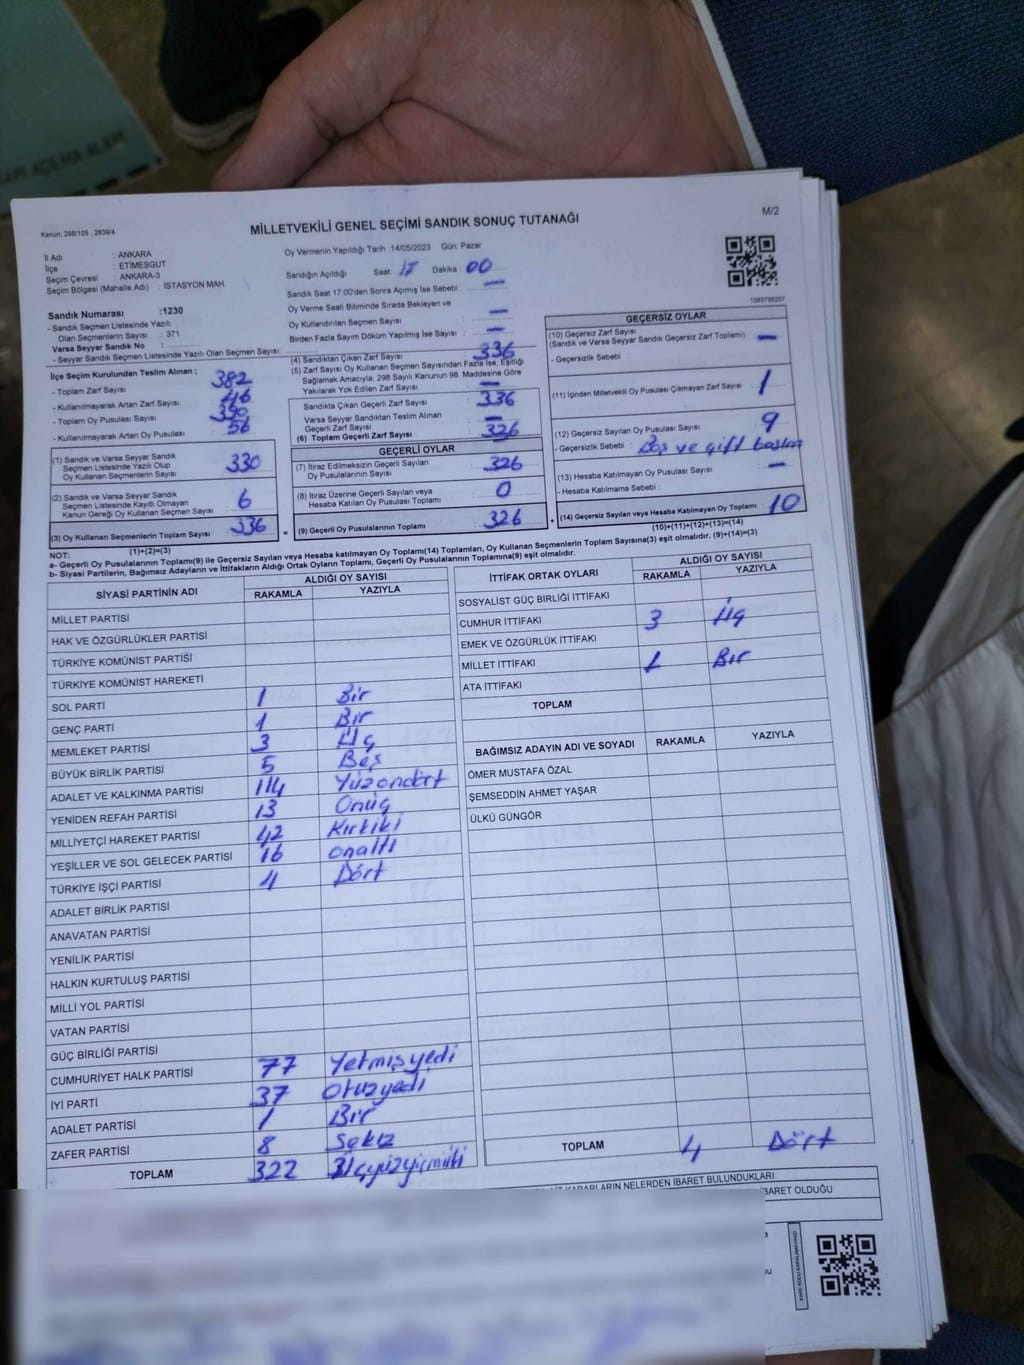 M/2
Kanun: 298/105 , 2839/4
MİLLETVEKİLİ GENEL SEÇİMİ SANDIK SONUÇ TUTANAĞI
İl Adı : ANKARA
İlçe : ETİMESGUT
Seçim Çevresi : ANKARA-3
Seçim Bölgesi (Mahalle Adı) : İSTASYON MAH.
Oy Vermenin Yapıldığı Tarih :14/05/2023 Gün: Pazar
Sandığın Açıldığı Saat: 17 Dakika : 00
Sandık Saat 17.00'den Sonra Açılmış İse Sebebi : —
Oy Verme Saati Bitiminde Sırada Bekleyen ve
Oy Kullandırılan Seçmen Sayısı : —
Birden Fazla Sayım Döküm Yapılmış İse Sayısı : —
1063795207
Sandık Numarası :1230
- Sandık Seçmen Listesinde Yazılı
Olan Seçmenlerin Sayısı : 371
Varsa Seyyar Sandık No :
- Seyyar Sandık Seçmen Listesinde Yazılı Olan Seçmen Sayısı:
İlçe Seçim Kurulundan Teslim Alınan ;
- Toplam Zarf Sayısı : 382
- Kullanılmayarak Artan Zarf Sayısı : 46
- Toplam Oy Pusulası Sayısı :
- Kullanılmayarak Artan Oy Pusulası : 56
(1) Sandık ve Varsa Seyyar Sandık
Seçmen Listesinde Yazılı Olup
Oy Kullanan Seçmenlerin Sayısı : 330
(2) Sandık ve Varsa Seyyar Sandık
Seçmen Listesinde Kayıtlı Olmayan
Kanun Gereği Oy Kullanan Seçmen Sayısı : 6
(3) Oy Kullanan Seçmenlerin Toplam Sayısı : 336
(1)+(2)=(3)
(4) Sandıktan Çıkan Zarf Sayısı : 336
(5) Zarf Sayısı Oy Kullanan Seçmen Sayısından Fazla İse, Eşitliği
Sağlamak Amacıyla, 298 Sayılı Kanunun 98. Maddesine Göre
Yakılarak Yok Edilen Zarf Sayısı : —
Sandıkta Çıkan Geçerli Zarf Sayısı : 336
Varsa Seyyar Sandıktan Teslim Alınan
Geçerli Zarf Sayısı : —
(6) Toplam Geçerli Zarf Sayısı : 326
GEÇERLİ OYLAR
(7) İtiraz Edilmeksizin Geçerli Sayılan
Oy Pusulalarının Sayısı : 326
(8) İtiraz Üzerine Geçerli Sayılan veya
Hesaba Katılan Oy Pusulası Toplamı : 0
= (9) Geçerli Oy Pusulalarının Toplamı : 326 +
GEÇERSİZ OYLAR
(10) Geçersiz Zarf Sayısı
(Sandık ve Varsa Seyyar Sandık Geçersiz Zarf Toplamı) : —
- Geçersizlik Sebebi :
(11) İçinden Milletvekili Oy Pusulası Çıkmayan Zarf Sayısı : 1
(12) Geçersiz Sayılan Oy Pusulası Sayısı : 9
- Geçersizlik Sebebi : Boş ve çift basım
(13) Hesaba Katılmayan Oy Pusulası Sayısı : —
- Hesaba Katılmama Sebebi :
(14) Geçersiz Sayılan veya Hesaba Katılmayan Oy Toplamı : 10
(10)+(11)+(12)+(13)=(14)
NOT:
a- Geçerli Oy Pusulalarının Toplamı(9) ile Geçersiz Sayılan veya Hesaba katılmayan Oy Toplamı(14) Toplamları, Oy Kullanan Seçmenlerin Toplam Sayısına(3) eşit olmalıdır. (9)+(14)=(3)
b- Siyasi Partilerin, Bağımsız Adayların ve İttifakların Aldığı Ortak Oyların Toplamı, Geçerli Oy Pusulalarının Toplamına(9) eşit olmalıdır.
SİYASİ PARTİNİN ADI ALDIĞI OY SAYISI
RAKAMLA YAZIYLA
MİLLET PARTİSİ
HAK VE ÖZGÜRLÜKLER PARTİSİ
TÜRKİYE KOMÜNİST PARTİSİ
TÜRKİYE KOMÜNİST HAREKETİ
SOL PARTİ 1 Bir
GENÇ PARTİ 1 Bir
MEMLEKET PARTİSİ 3 Üç
BÜYÜK BİRLİK PARTİSİ 5 Beş
ADALET VE KALKINMA PARTİSİ 114 Yüzondört
YENİDEN REFAH PARTİSİ 13 Onüç
MİLLİYETÇİ HAREKET PARTİSİ 42 Kırkiki
YEŞİLLER VE SOL GELECEK PARTİSİ 16 onaltı
TÜRKİYE İŞÇİ PARTİSİ 4 Dört
ADALET BİRLİK PARTİSİ
ANAVATAN PARTİSİ
YENİLİK PARTİSİ
HALKIN KURTULUŞ PARTİSİ
MİLLİ YOL PARTİSİ
VATAN PARTİSİ
GÜÇ BİRLİĞİ PARTİSİ
CUMHURİYET HALK PARTİSİ 77 Yetmişyedi
İYİ PARTİ 37 Otuzyedi
ADALET PARTİSİ 1 Bir
ZAFER PARTİSİ 8 Sekiz
TOPLAM 322 Üçyüzyirmiiki
İTTİFAK ORTAK OYLARI ALDIĞI OY SAYISI
RAKAMLA YAZIYLA
SOSYALİST GÜÇ BİRLİĞİ İTTİFAKI
CUMHUR İTTİFAKI 3 Üç
EMEK VE ÖZGÜRLÜK İTTİFAKI
MİLLET İTTİFAKI 1 Bir
ATA İTTİFAKI
TOPLAM
BAĞIMSIZ ADAYIN ADI VE SOYADI RAKAMLA YAZIYLA
ÖMER MUSTAFA ÖZAL
ŞEMSEDDİN AHMET YAŞAR
ÜLKÜ GÜNGÖR
TOPLAM 4 Dört
KARARLARIN NELERDEN İBARET BULUNDUKLARI
İBARET OLDUĞU